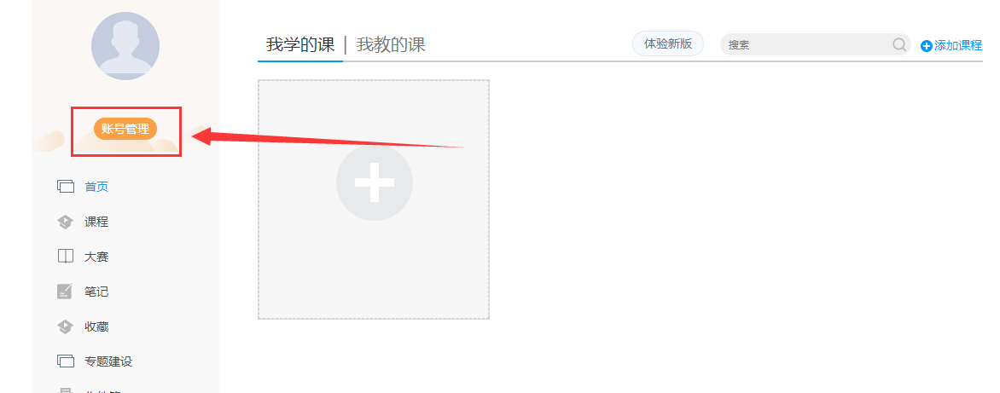 我学的课 | 我教的课
体验新版
搜索
添加课程
账号管理
首页
课程
大赛
笔记
收藏
专题建设